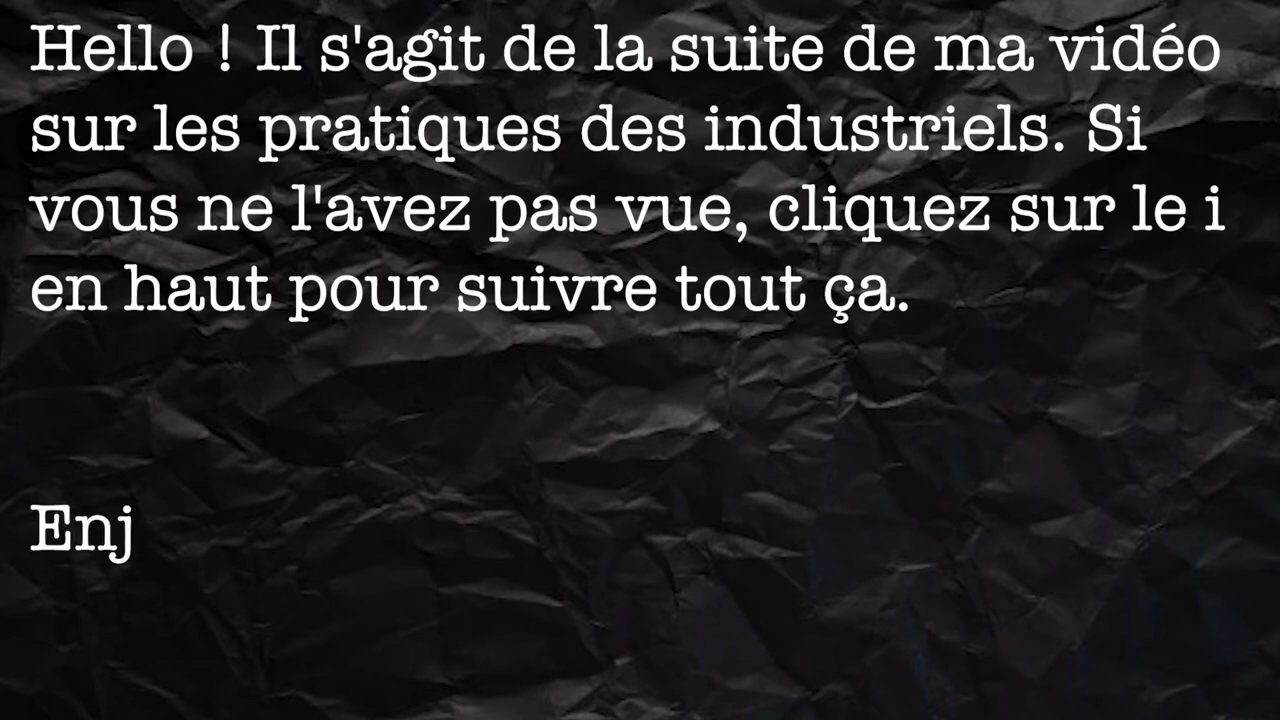 Hello ! Il s'agit de la suite de ma vidéo
sur les pratiques des industriels. Si
vous ne l'avez pas vue, cliquez sur le i
en haut pour suivre tout ça.
Enj